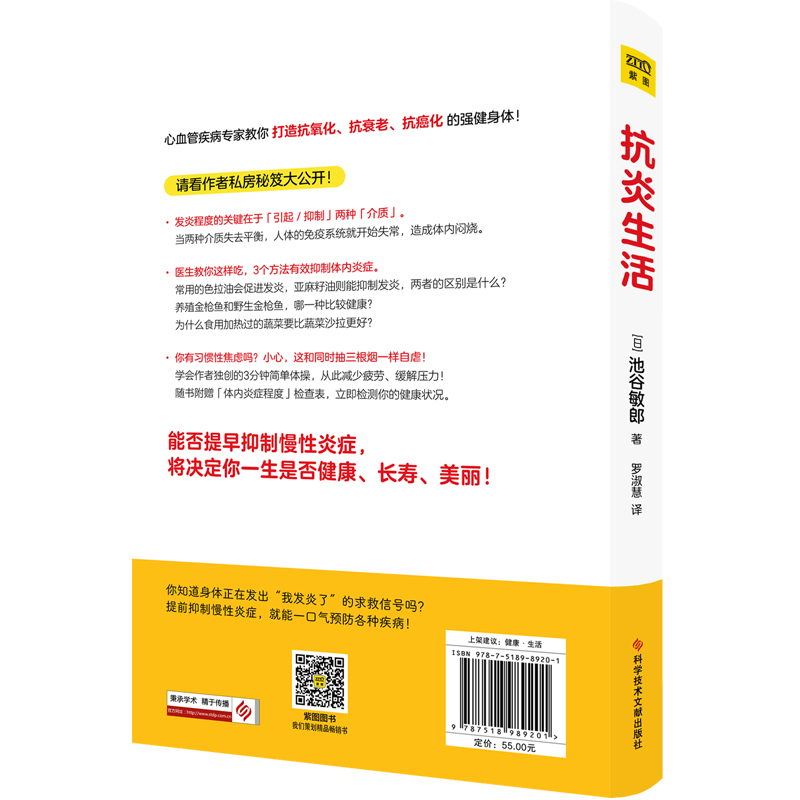 心血管疾病专家教你 打造抗氧化、抗衰老、抗癌化 的强健身体！
请看作者私房秘笈大公开！
· 发炎程度的关键在于「引起 / 抑制」两种「介质」。
当两种介质失去平衡，人体的免疫系统就开始失常，造成体内闷烧。
· 医生教你这样吃，3个方法有效抑制体内炎症。
常用的色拉油会促进发炎，亚麻籽油则能抑制发炎，两者的区别是什么？
养殖金枪鱼和野生金枪鱼，哪一种比较健康？
为什么食用加热过的蔬菜要比蔬菜沙拉更好？
· 你有习惯性焦虑吗？小心，这和同时抽三根烟一样自虐！
学会作者独创的3分钟简单体操，从此减少疲劳、缓解压力！
随书附赠「体内炎症程度」检查表，立即检测你的健康状况。
能否提早抑制慢性炎症，
将决定你一生是否健康、长寿、美丽！
你知道身体正在发出“我发炎了”的求救信号吗？
提前抑制慢性炎症，就能一口气预防各种疾病！
秉承学术 精于传播
官方网址：http://www.stdp.com.cn
紫图图书
我们策划精品畅销书
上架建议：健康·生活
ISBN 978-7-5189-8920-1
9 787518 989201 >
定价：55.00元
紫图
抗炎生活
[日] 池谷敏郎 著
罗淑慧 译
科学技术文献出版社